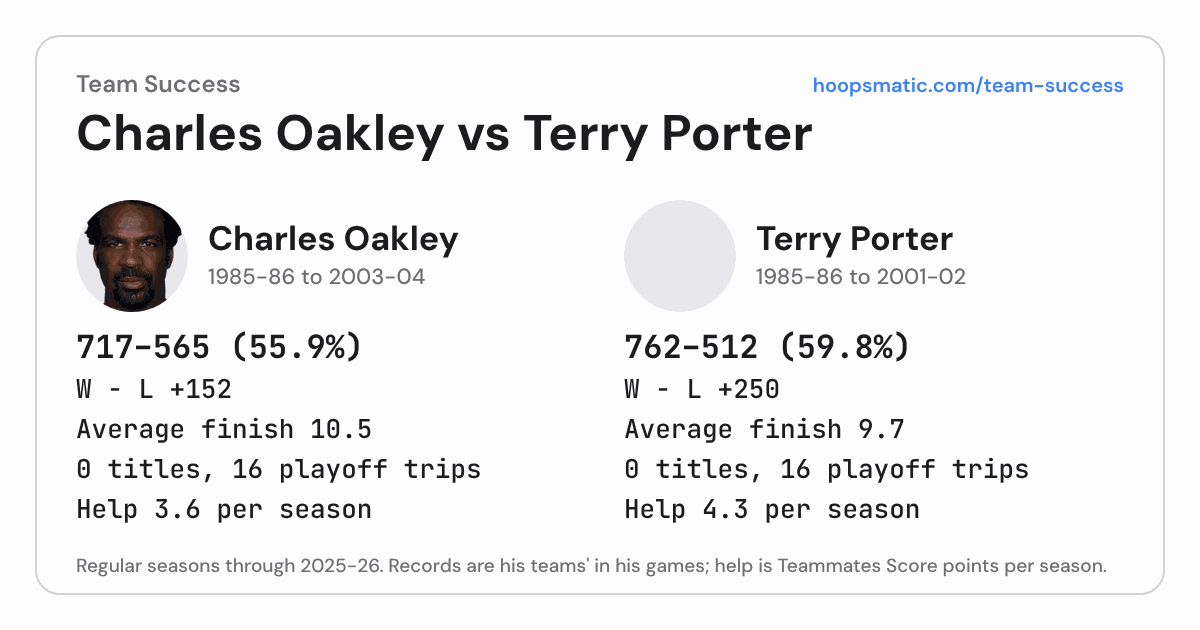 Team Success
hoopsmatic.com/team-success
Charles Oakley vs Terry Porter
Charles Oakley
1985-86 to 2003-04
717-565 (55.9%)
W - L +152
Average finish 10.5
0 titles, 16 playoff trips
Help 3.6 per season
Terry Porter
1985-86 to 2001-02
762-512 (59.8%)
W - L +250
Average finish 9.7
0 titles, 16 playoff trips
Help 4.3 per season
Regular seasons through 2025-26. Records are his teams' in his games; help is Teammates Score points per season.